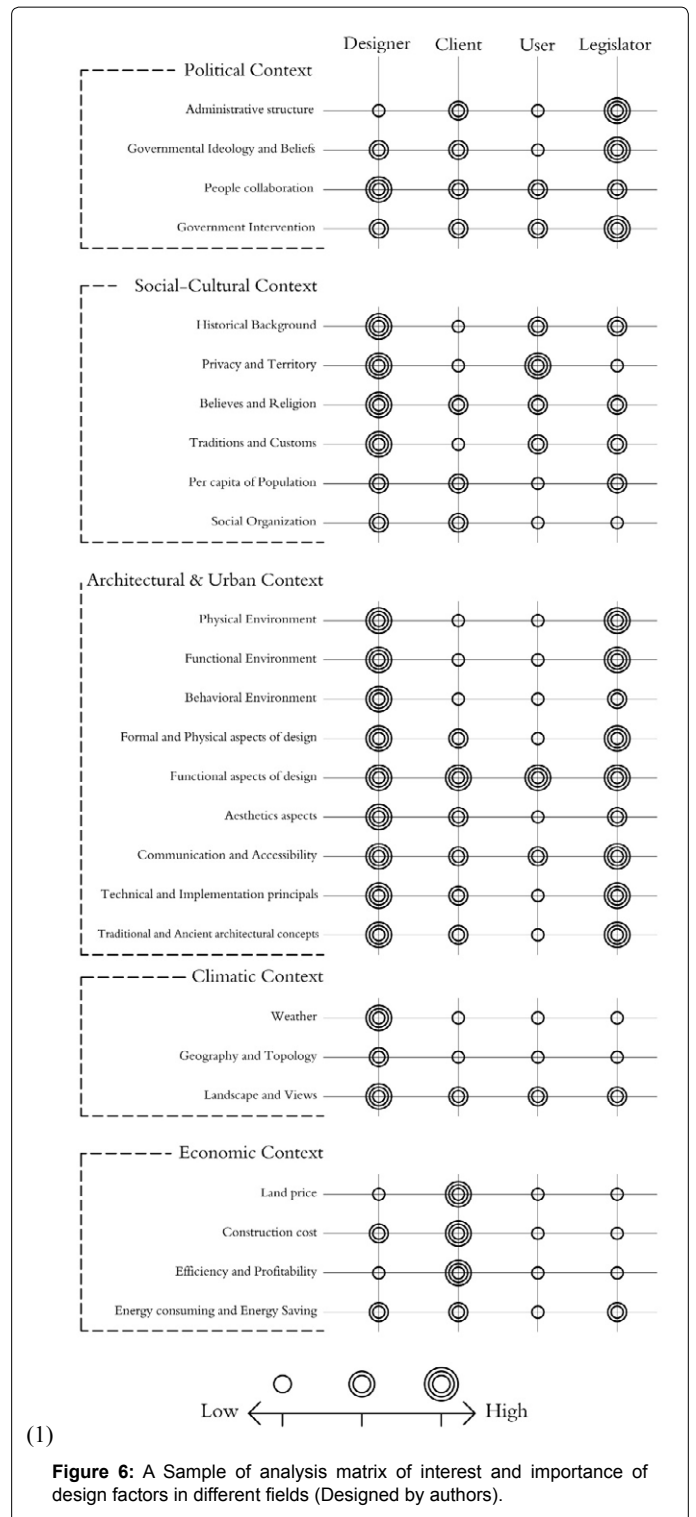 Designer Client User Legislator
Political Context
Administrative structure
Governmental Ideology and Beliefs
People collaboration
Government Intervention
Social-Cultural Context
Historical Background
Privacy and Territory
Believes and Religion
Traditions and Customs
Per capita of Population
Social Organization
Architectural & Urban Context
Physical Environment
Functional Environment
Behavioral Environment
Formal and Physical aspects of design
Functional aspects of design
Aesthetics aspects
Communication and Accessibility
Technical and Implementation principals
Traditional and Ancient architectural concepts
Climatic Context
Weather
Geography and Topology
Landscape and Views
Economic Context
Land price
Construction cost
Efficiency and Profitability
Energy consuming and Energy Saving
Low High
(1)
Figure 6: A Sample of analysis matrix of interest and importance of
design factors in different fields (Designed by authors).